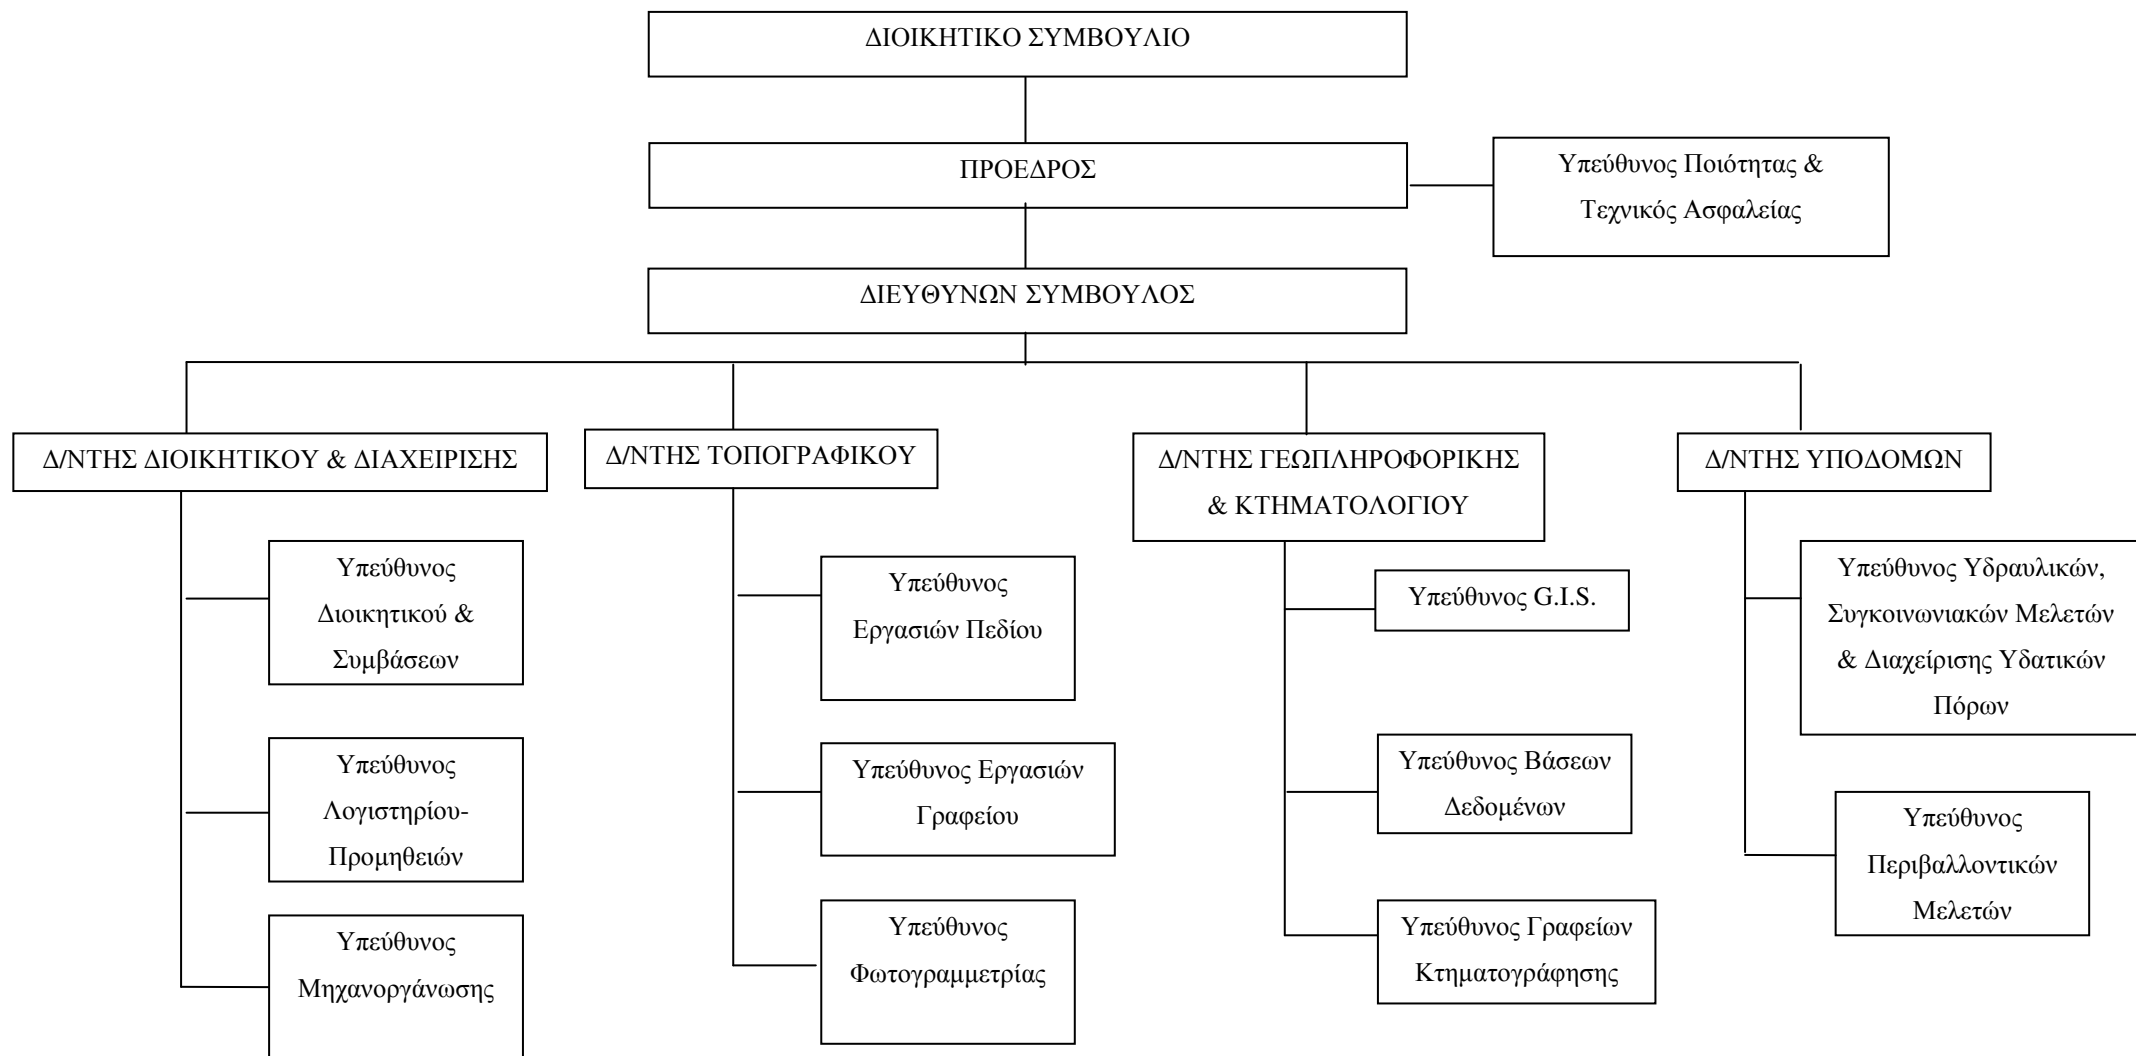 ΔΙΟΙΚΗΤΙΚΟ ΣΥΜΒΟΥΛΙΟ
ΠΡΟΕΔΡΟΣ
Υπεύθυνος Ποιότητας &
Τεχνικός Ασφαλείας
ΔΙΕΥΘΥΝΩΝ ΣΥΜΒΟΥΛΟΣ
Δ/ΝΤΗΣ ΔΙΟΙΚΗΤΙΚΟΥ & ΔΙΑΧΕΙΡΙΣΗΣ
Υπεύθυνος
Διοικητικού &
Συμβάσεων
Υπεύθυνος
Λογιστηρίου-
Προμηθειών
Υπεύθυνος
Μηχανοργάνωσης
Δ/ΝΤΗΣ ΤΟΠΟΓΡΑΦΙΚΟΥ
Υπεύθυνος
Εργασιών Πεδίου
Υπεύθυνος Εργασιών
Γραφείου
Υπεύθυνος
Φωτογραμμετρίας
Δ/ΝΤΗΣ ΓΕΩΠΛΗΡΟΦΟΡΙΚΗΣ
& ΚΤΗΜΑΤΟΛΟΓΙΟΥ
Υπεύθυνος G.I.S.
Υπεύθυνος Βάσεων
Δεδομένων
Υπεύθυνος Γραφείων
Κτηματογράφησης
Δ/ΝΤΗΣ ΥΠΟΔΟΜΩΝ
Υπεύθυνος Υδραυλικών,
Συγκοινωνιακών Μελετών
& Διαχείρισης Υδατικών
Πόρων
Υπεύθυνος
Περιβαλλοντικών
Μελετών